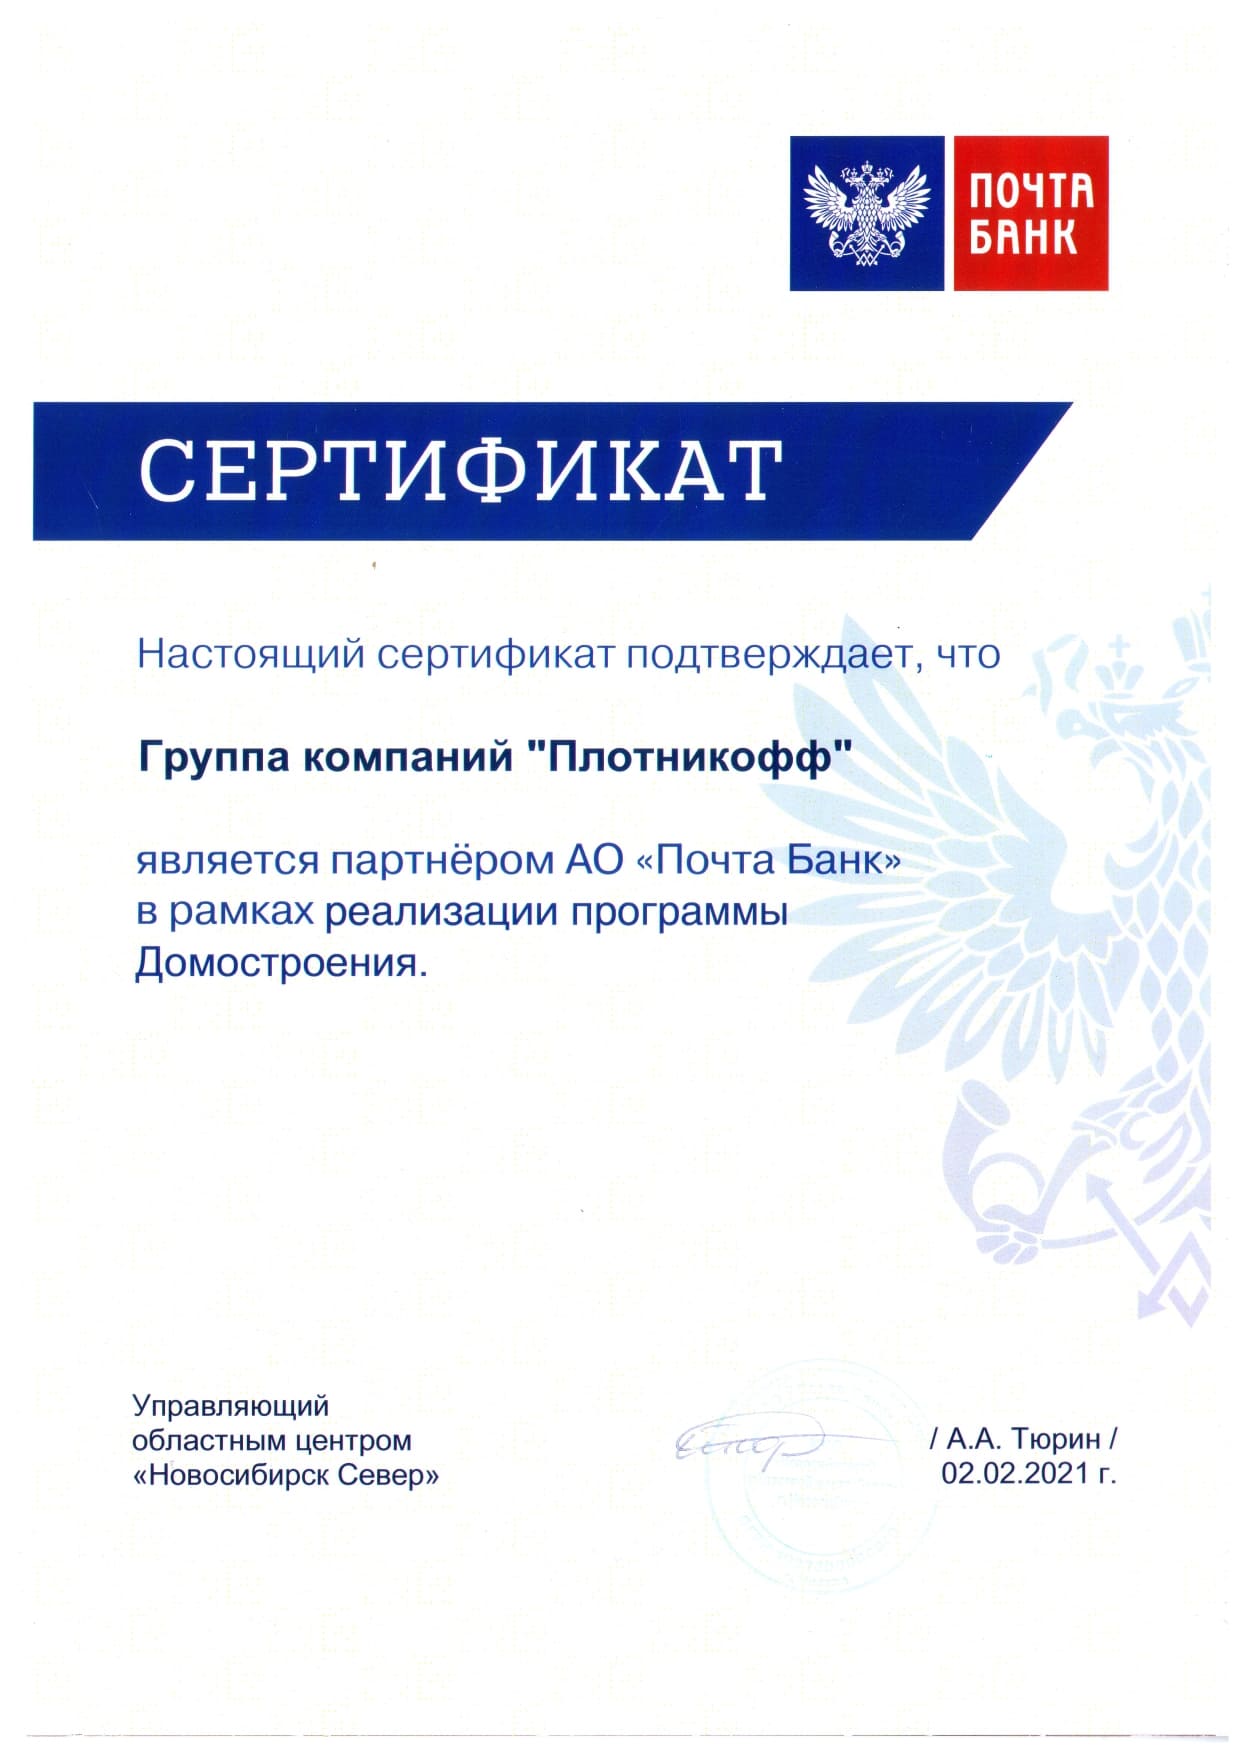 ПОЧТА
БАНК
СЕРТИФИКАТ
Настоящий сертификат подтверждает, что
Группа компаний "Плотникофф"
является партнёром АО «Почта Банк»
в рамках реализации программы
Домостроения.
Управляющий
областным центром
«Новосибирск Север»
/ А.А. Тюрин /
02.02.2021 г.